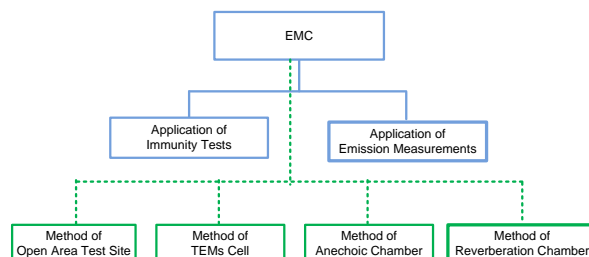 EMC
Application of
Immunity Tests
Application of
Emission Measurements
Method of
Open Area Test Site
Method of
TEMs Cell
Method of
Anechoic Chamber
Method of
Reverberation Chamber